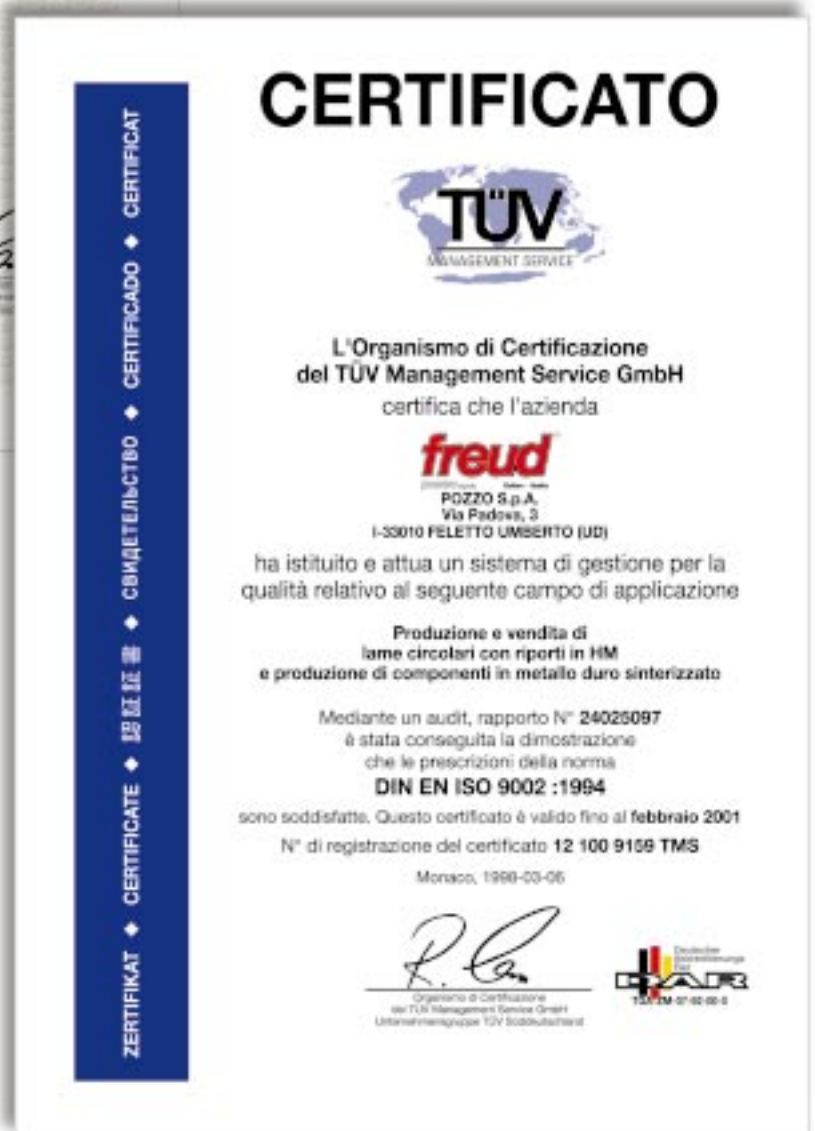 CERTIFICATO
TÜV
MANAGEMENT SERVICE
L'Organismo di Certificazione
del TÜV Management Service GmbH
certifica che l'azienda
freud
POZZO S.p.A.
Via Padova, 3
I-33010 FELETTO UMBERTO (UD)
ha istituito e attua un sistema di gestione per la
qualità relativo al seguente campo di applicazione
Produzione e vendita di
lame circolari con riporti in HM
e produzione di componenti in metallo duro sinterizzato
Mediante un audit, rapporto N° 24025097
è stata conseguita la dimostrazione
che le prescrizioni della norma
DIN EN ISO 9002 :1994
sono soddisfatte. Questo certificato è valido fino al febbraio 2001
N° di registrazione del certificato 12 100 9159 TMS
Monaco, 1998-03-06
Organismo di Certificazione
del TÜV Management Service GmbH
Unternehmensgruppe TÜV Süddeutschland
Deutscher
Akkreditierungs
Rat
DAR
ZERTIFIKAT ◆ CERTIFICATE ◆ 認証証書 ◆ СВИДЕТЕЛЬСТВО ◆ CERTIFICADO ◆ CERTIFICAT